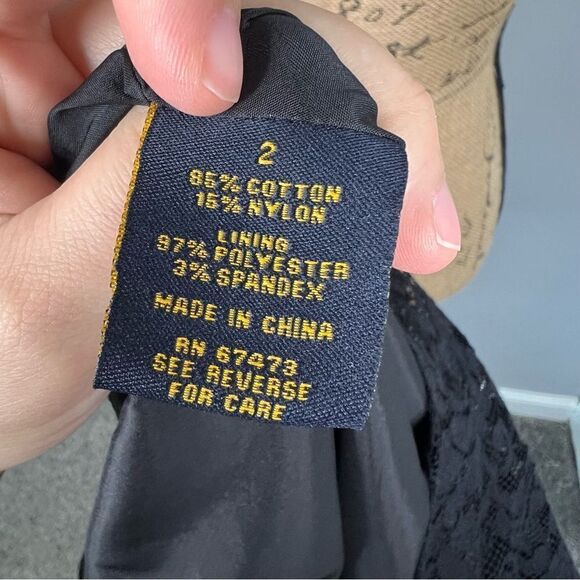 2
85% COTTON
15% NYLON
LINING
97% POLYESTER
3% SPANDEX
MADE IN CHINA
RN 67473
SEE REVERSE
FOR CARE